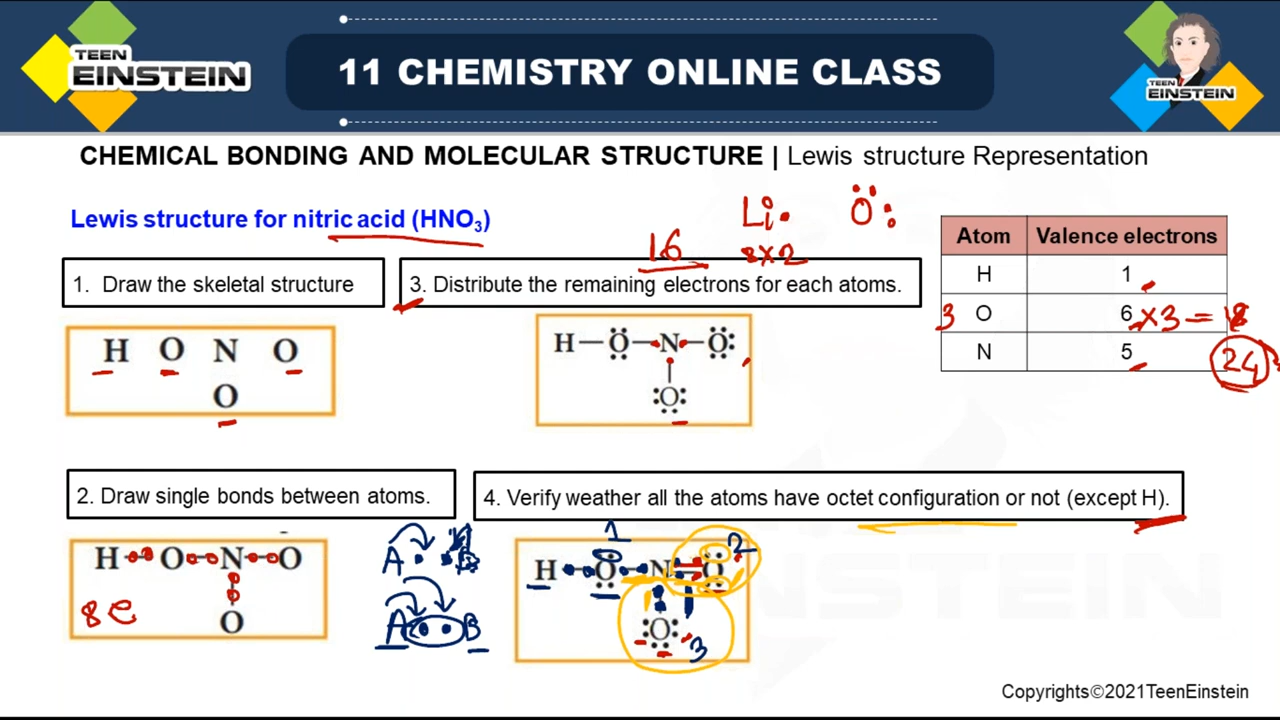 TEEN
EINSTEIN
11 CHEMISTRY ONLINE CLASS
TEEN
EINSTEIN
CHEMICAL BONDING AND MOLECULAR STRUCTURE | Lewis structure Representation
Lewis structure for nitric acid (HNO₃)
Li O
16 8×2
Atom Valence electrons
H 1
3 O 6 ×3 = 18
N 5
24
1. Draw the skeletal structure
H O N O
O
3. Distribute the remaining electrons for each atoms.
H—O—N—O
O
2. Draw single bonds between atoms.
H—O—N—O
O
8e
A B
A B
4. Verify weather all the atoms have octet configuration or not (except H).
1 2
H—O—N=O
O 3
Copyrights©2021TeenEinstein